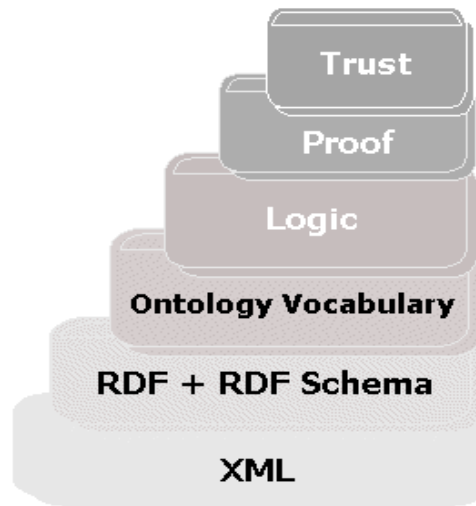 Trust
Proof
Logic
Ontology Vocabulary
RDF + RDF Schema
XML